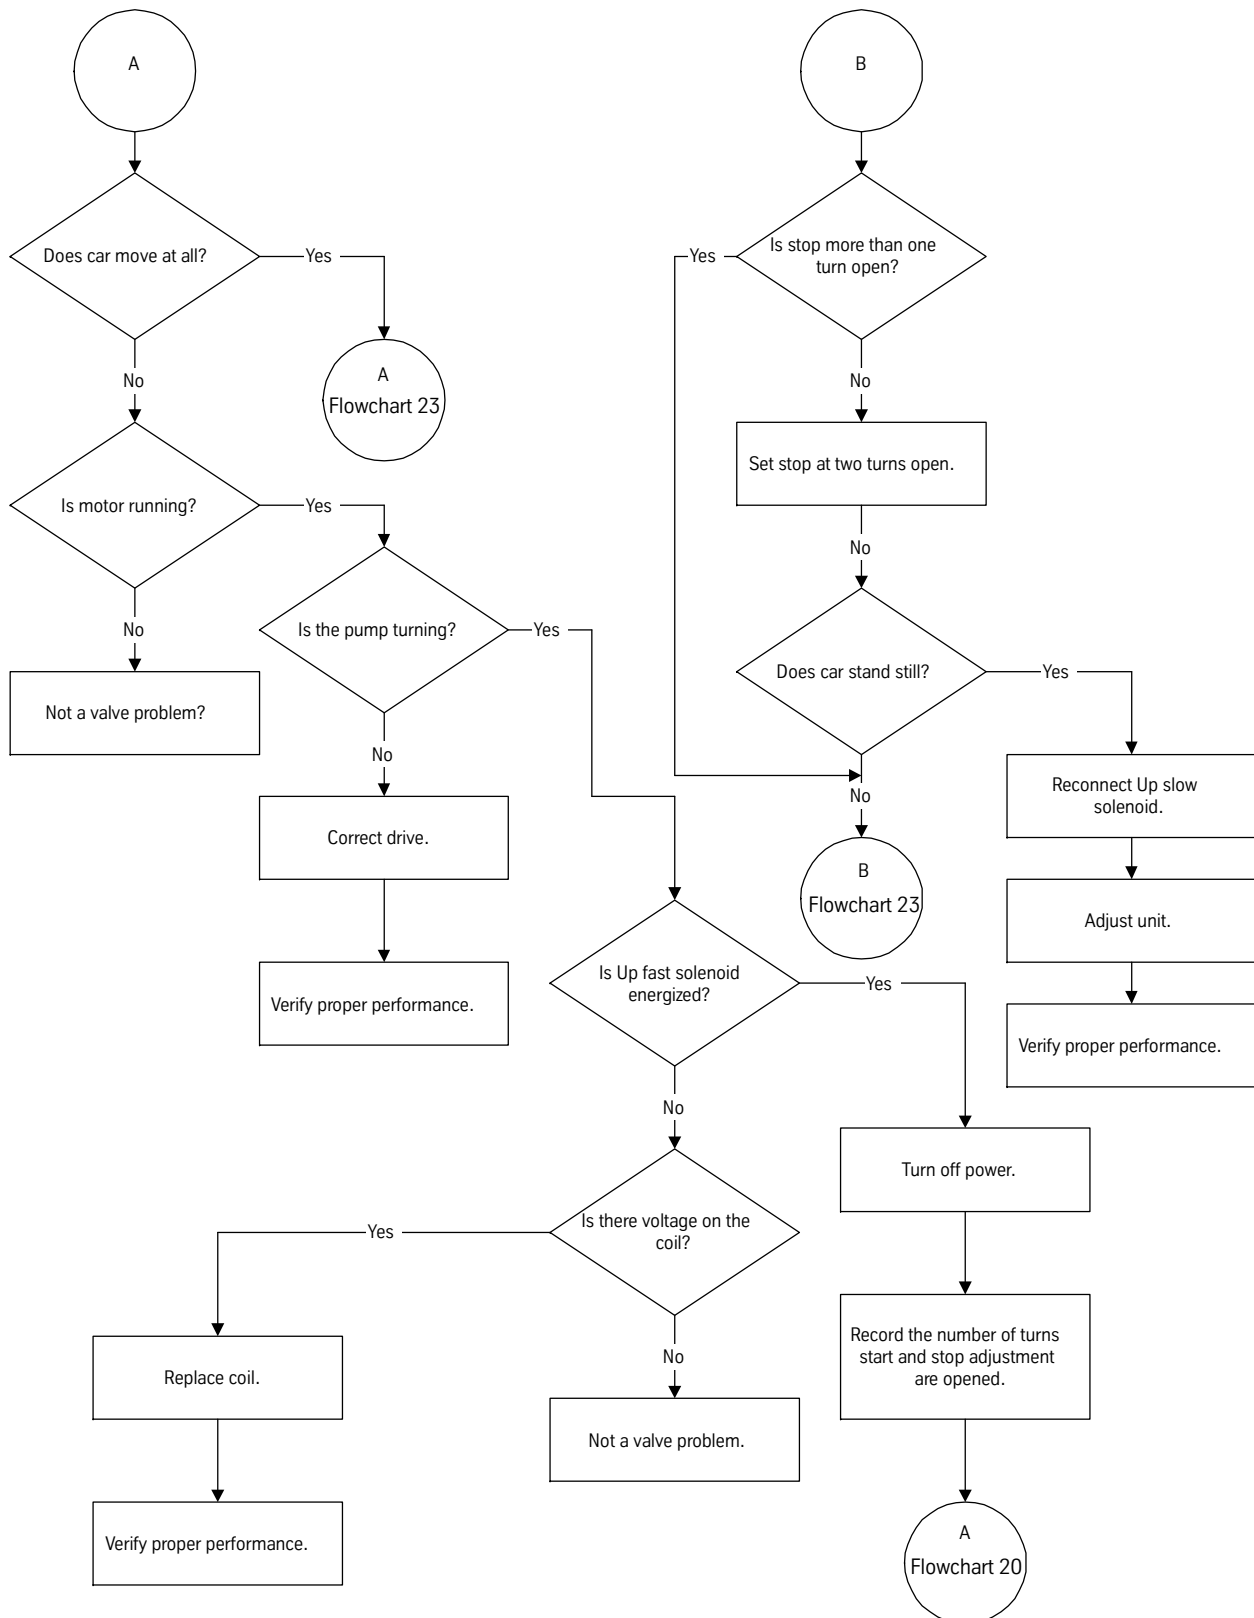 A
Does car move at all?
Yes
A
Flowchart 23
No
Is motor running?
Yes
No
Not a valve problem?
Is the pump turning?
Yes
No
Correct drive.
Verify proper performance.
Is Up fast solenoid
energized?
Yes
No
Is there voltage on the
coil?
Yes
No
Replace coil.
Verify proper performance.
Not a valve problem.
Turn off power.
Record the number of turns
start and stop adjustment
are opened.
A
Flowchart 20
B
Is stop more than one
turn open?
Yes
No
Set stop at two turns open.
No
Does car stand still?
Yes
No
B
Flowchart 23
Reconnect Up slow
solenoid.
Adjust unit.
Verify proper performance.